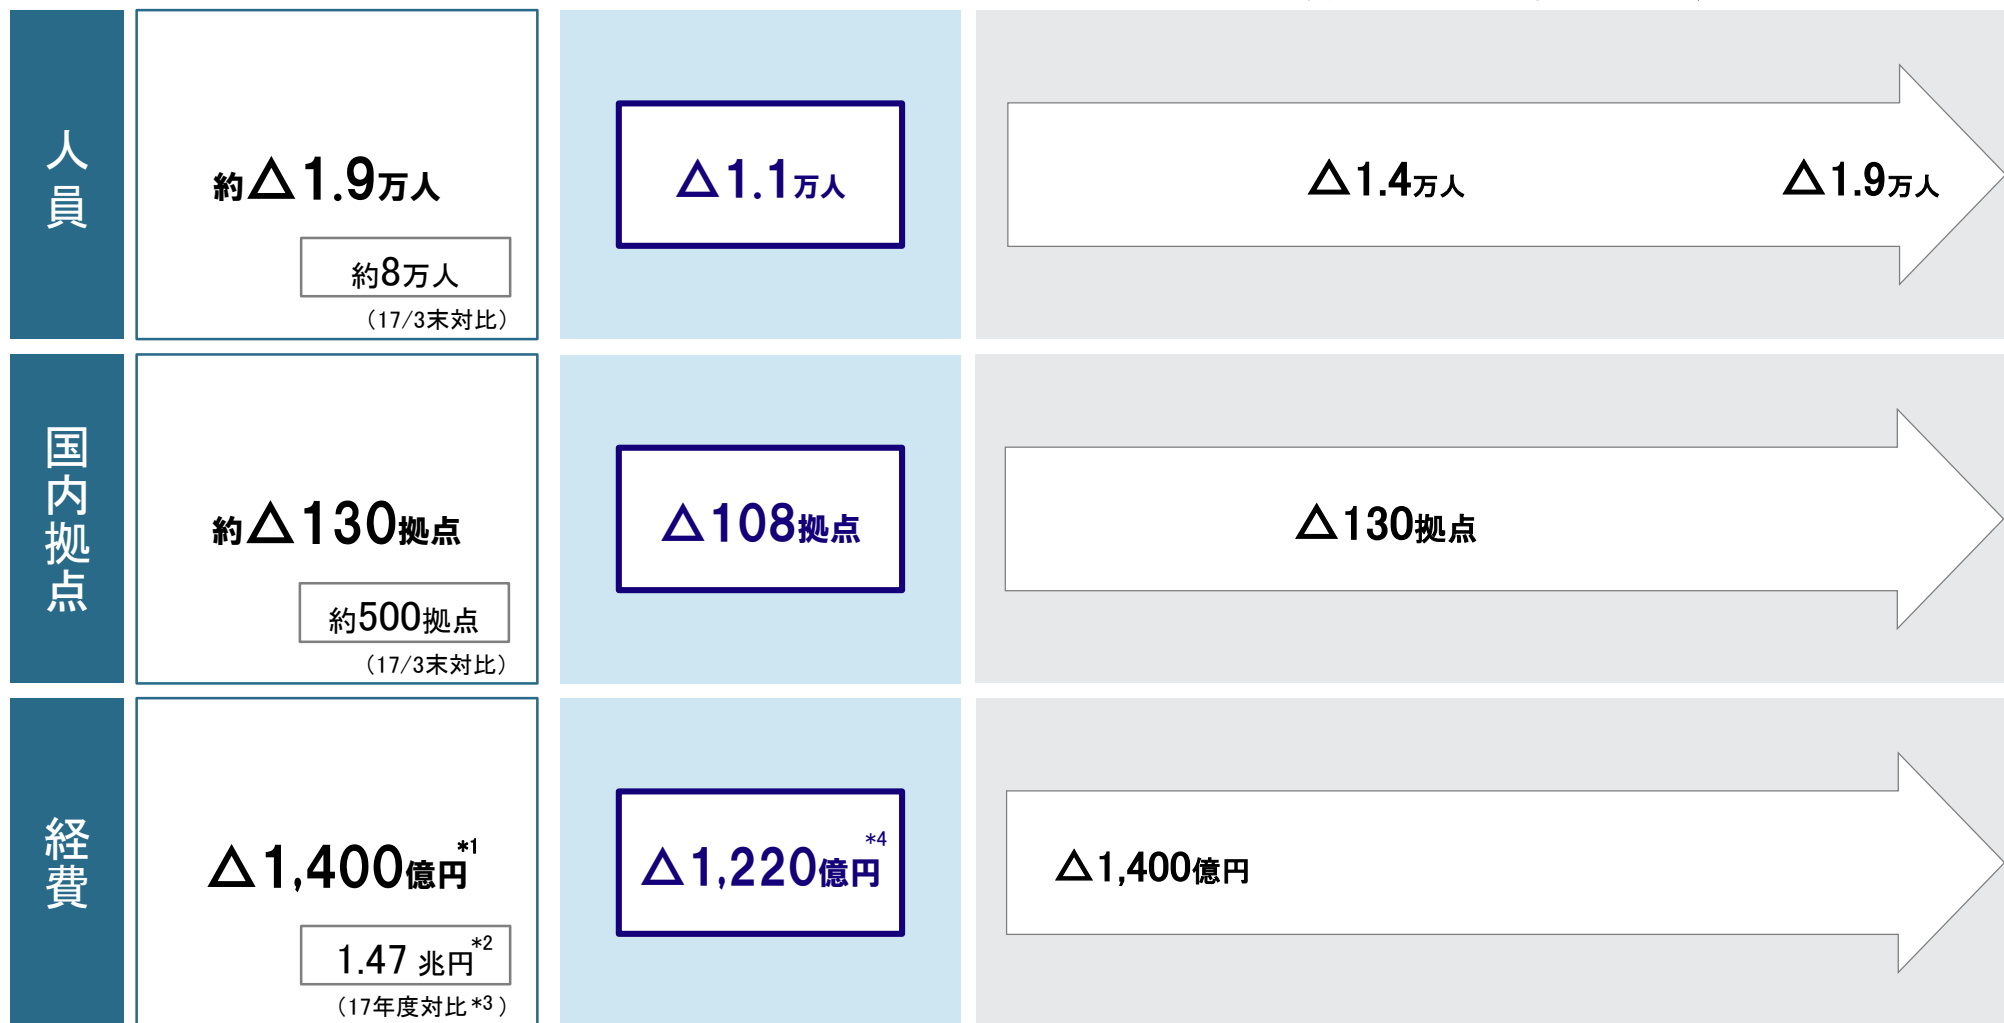 人員
約△1.9万人
約8万人
（17/3末対比）
△1.1万人
△1.4万人
△1.9万人
国内拠点
約△130拠点
約500拠点
（17/3末対比）
△108拠点
△130拠点
経費
△1,400億円*1
1.47 兆円*2
（17年度対比*3）
△1,220億円*4
△1,400億円